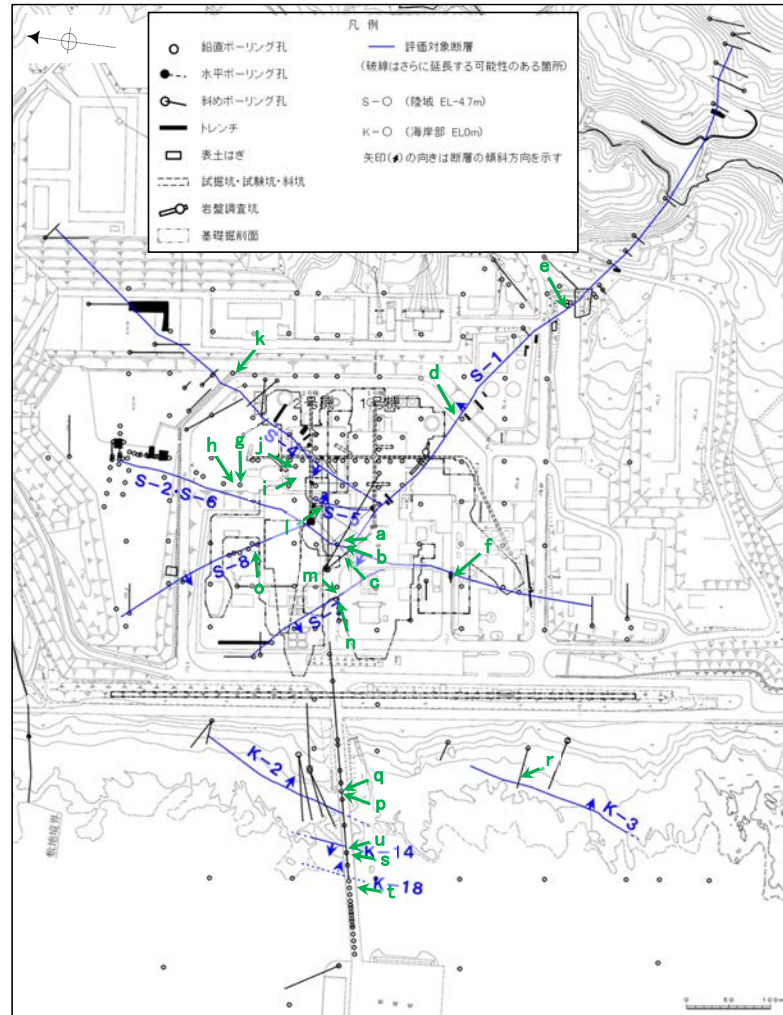 凡 例
鉛直ボーリング孔
水平ボーリング孔
斜めボーリング孔
トレンチ
表土はぎ
試掘坑・試験坑・斜坑
岩盤調査坑
基礎掘削面
評価対象断層
(破線はさらに延長する可能性のある箇所)
S-○ (陸域 EL-4.7m)
K-○ (海岸部 EL0m)
矢印( )の向きは断層の傾斜方向を示す
e
k
d
S-1
2号機
1号機
S-4
h
g
j
i
S-2・S-6
l
S-5
a
b
c
f
S-8
o
m
n
S-7
K-2
q
p
r
K-3
u
s
K-14
t
K-18
敷地境界
0 50 100m